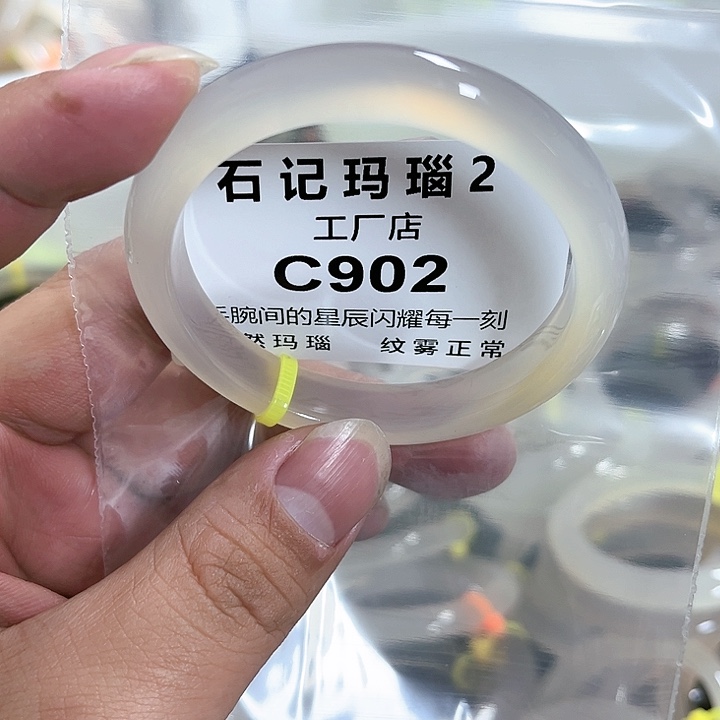 石记玛瑙2
工厂店
C902
腕间的星辰闪耀每一刻
然玛瑙 纹雾正常